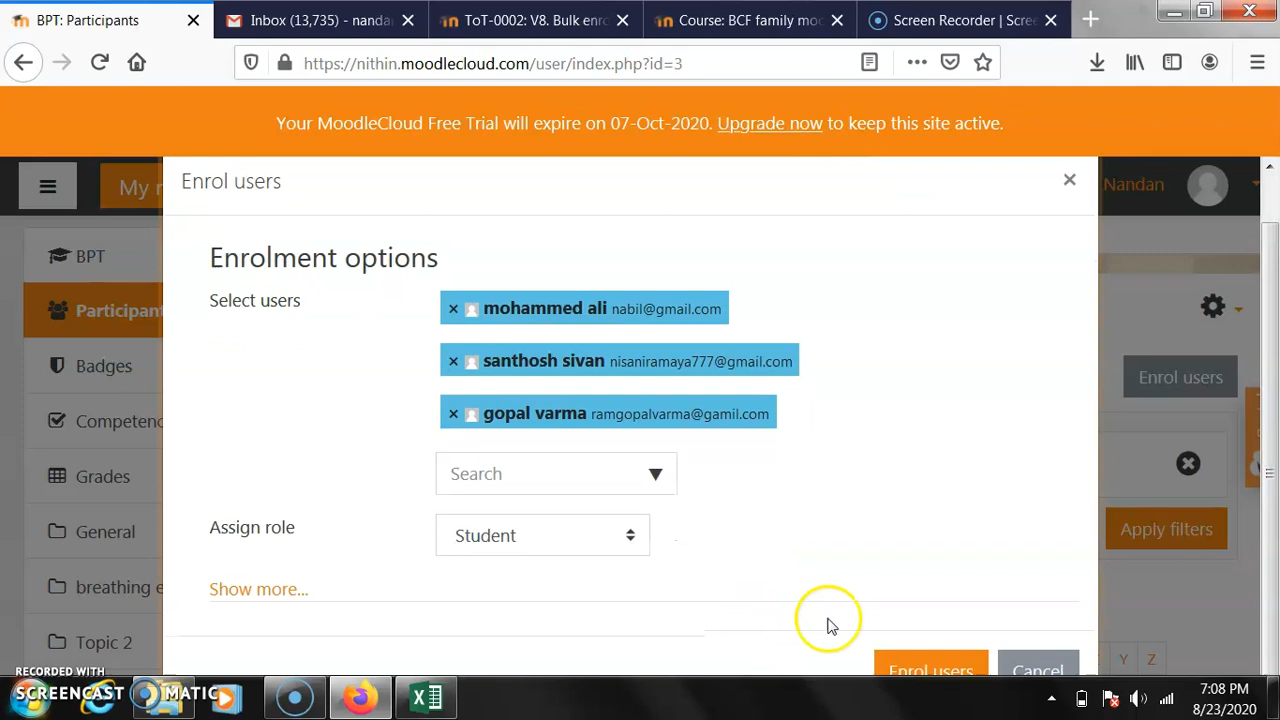 BPT: Participants
Inbox (13,735) - nanda
ToT-0002: V8. Bulk enr
Course: BCF family mo
Screen Recorder | Scre
https://nithin.moodlecloud.com/user/index.php?id=3
Your MoodleCloud Free Trial will expire on 07-Oct-2020. Upgrade now to keep this site active.
My
Nandan
Enrol users
BPT
Participant
Badges
Competenc
Grades
General
breathing e
Topic 2
Enrolment options
Select users
mohammed ali nabil@gmail.com
santhosh sivan nisaniramaya777@gmail.com
gopal varma ramgopalvarma@gamil.com
Search
Assign role
Student
Show more...
Enrol users
Cancel
Enrol users
Apply filters
Y Z
RECORDED WITH
SCREENCAST MATIC
7:08 PM
8/23/2020